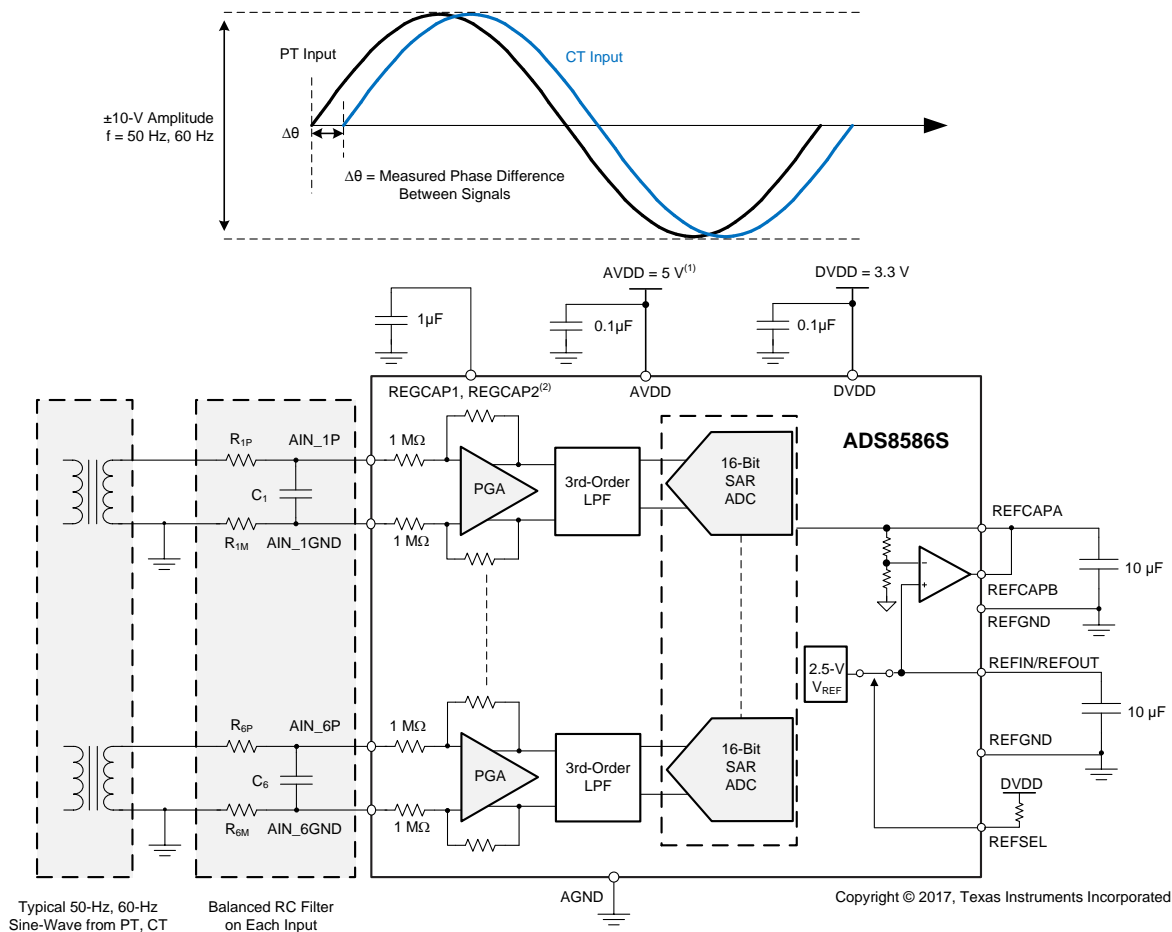 PT Input
CT Input
±10-V Amplitude
f = 50 Hz, 60 Hz
Δθ
Δθ = Measured Phase Difference
Between Signals
AVDD = 5 V(1)
DVDD = 3.3 V
1µF
0.1µF
0.1µF
REGCAP1, REGCAP2(2)
AVDD
DVDD
ADS8586S
R1P
AIN_1P
1 MΩ
C1
PGA
3rd-Order
LPF
16-Bit
SAR
ADC
R1M
AIN_1GND
1 MΩ
REFCAPA
10 µF
REFCAPB
REFGND
2.5-V
VREF
REFIN/REFOUT
10 µF
REFGND
R6P
AIN_6P
1 MΩ
C6
PGA
3rd-Order
LPF
16-Bit
SAR
ADC
R6M
AIN_6GND
1 MΩ
DVDD
REFSEL
AGND
Typical 50-Hz, 60-Hz
Sine-Wave from PT, CT
Balanced RC Filter
on Each Input
Copyright © 2017, Texas Instruments Incorporated